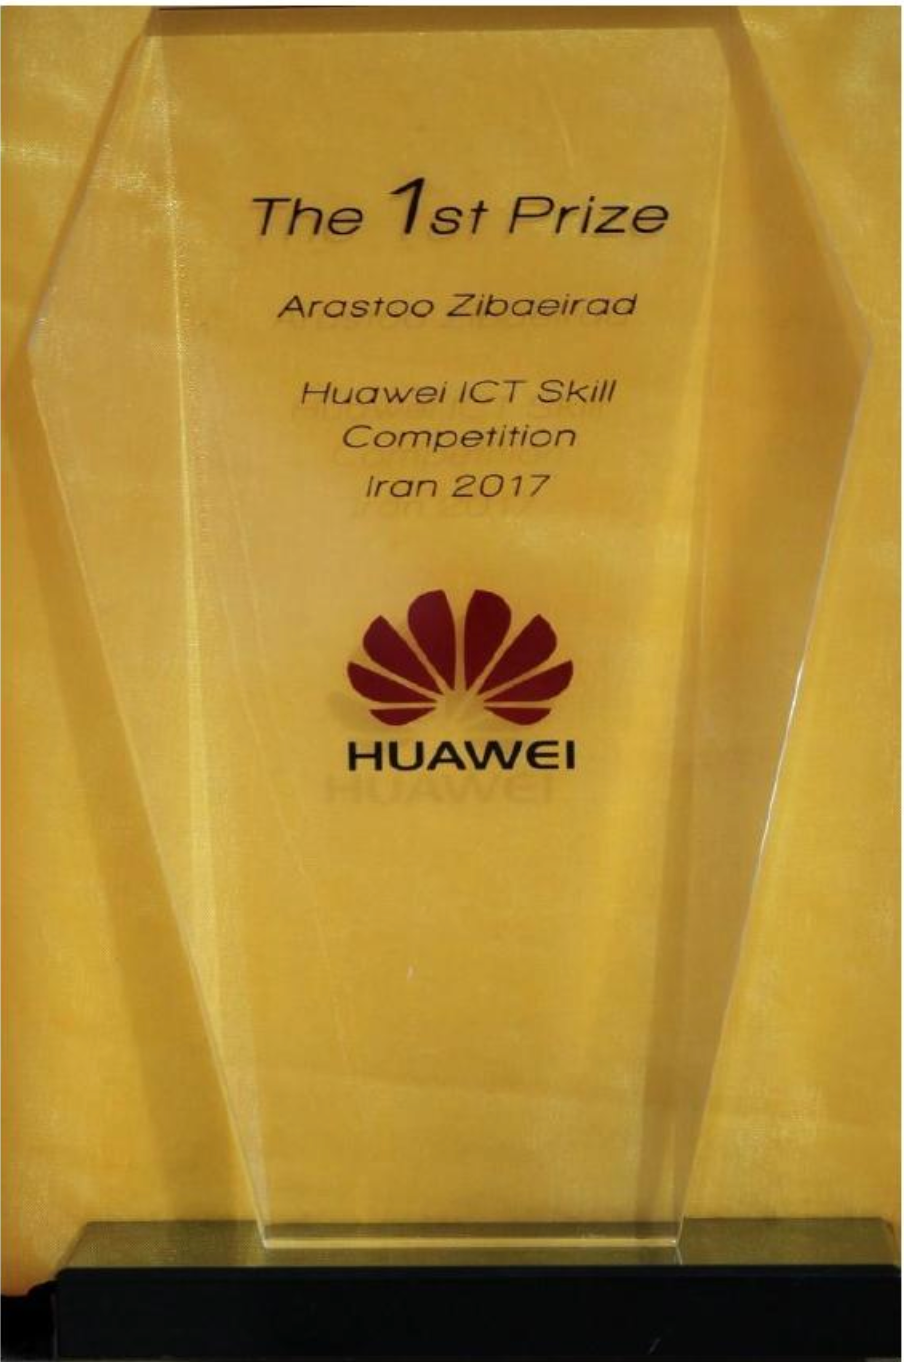 The 1st Prize
Arastoo Zibaeirad
Huawei ICT Skill
Competition
Iran 2017
HUAWEI